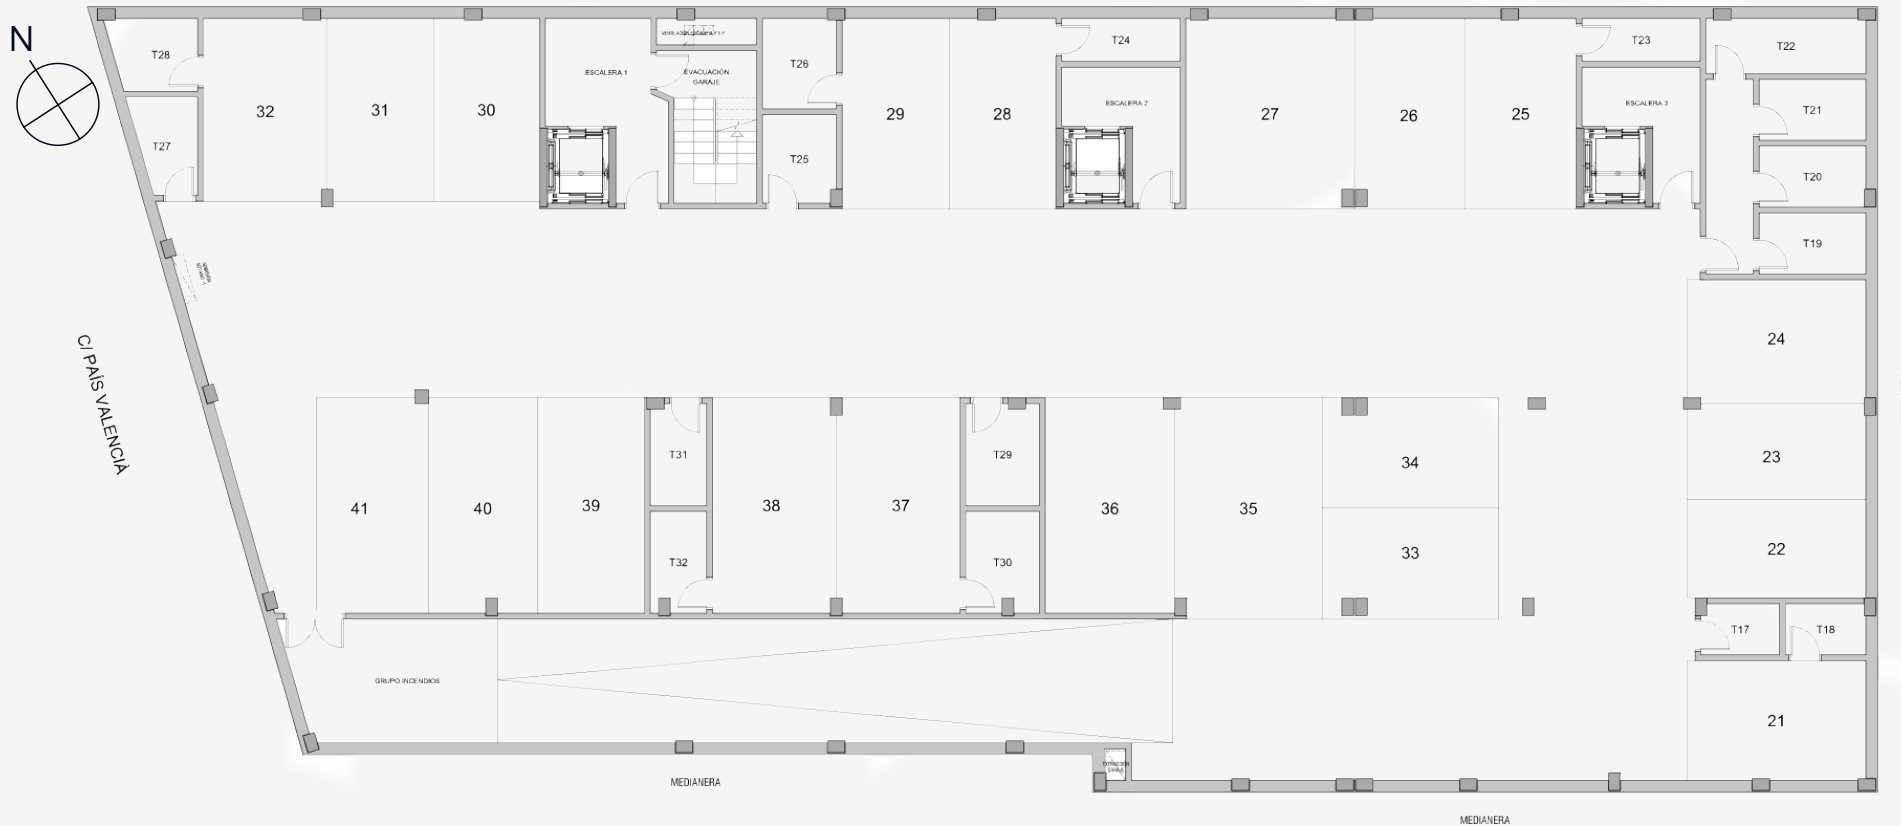 N
T28
T27
32
31
30
ESCALERA 1
EVACUACIÓN
GARAJE
T26
T25
29
28
T24
ESCALERA 2
27
26
25
T23
ESCALERA 3
T22
T21
T20
T19
C/ PAÍS VALENCIÀ
24
23
22
T17
T18
21
41
40
39
T31
T32
38
37
T29
T30
36
35
34
33
GRUPO INCENDIOS
MEDIANERA
MEDIANERA